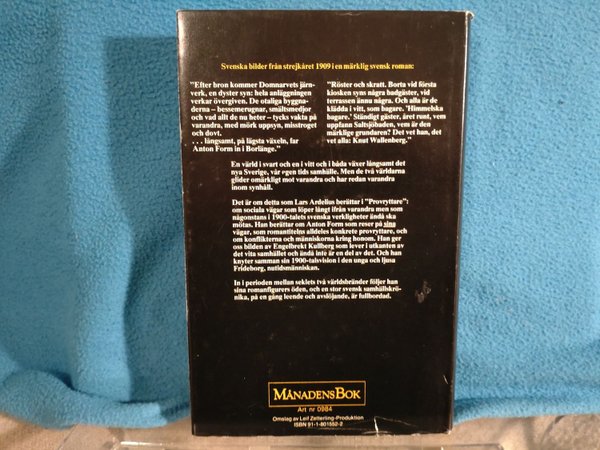 Svenska bilder från strejkåret 1909 i en märklig svensk roman:
"Efter bron kommer Domnarvets järn-
verk, en dyster syn: hela anläggningen
verkar övergiven. De otaliga byggna-
derna – bessemerugnar, smältsmedjor
och vad allt de nu heter – tycks vakta på
varandra, med mörk uppsyn, misstroget
och dovt.
. . . långsamt, på lägsta växeln, far
Anton Form in i Borlänge."
"Röster och skratt. Borta vid första
kiosken syns några badgäster, vid
terrassen ännu några. Och alla är de
klädda i vitt, som bagare. 'Himmelska
bagare.' Ständigt gäster, året runt, vem
uppfann Saltsjöbaden, vem är den
märklige grundaren? Det vet han, det
vet alla: Knut Wallenberg."
En värld i svart och en i vitt och i båda växer långsamt det
nya Sverige, vår egen tids samhälle. Men de två världarna
glider omärkligt mot varandra och har redan varandra
inom synhåll.
Det är om detta som Lars Ardelius berättar i "Provryttare":
om sociala vägar som löper långt ifrån varandra men som
någonstans i 1900-talets svenska verkligheter ändå ska
mötas. Han berättar om Anton Form som reser på sina
vägar, som romantitelns alldeles konkrete provryttare, och
om konflikterna och människorna kring honom. Han ger
oss bilden av Engelbrekt Kullberg som lever i utkanten av
det vita samhället och ändå inte är en del av det. Och han
knyter samman sin 1900-talsvision i den unga och ljusa
Frideborg, nutidsmänniskan.
In i perioden mellan seklets två världsbränder följer han
sina romanfigurers öden, och en stor svensk samhällskrö-
nika, på en gång leende och avslöjande, är fullbordad.
MÅNADENSBOK
Art nr 0984
Omslag av Leif Zetterling-Produktion
ISBN 91-1-801552-2